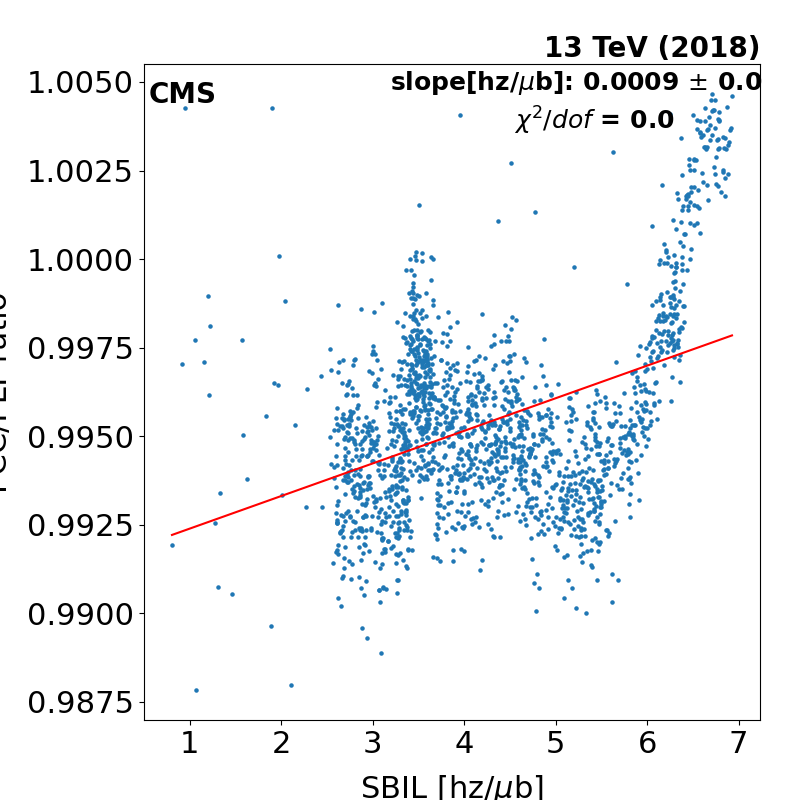 13 TeV (2018)
CMS
slope[hz/μb]: 0.0009 ± 0.0
χ²/dof = 0.0
1.0050
1.0025
1.0000
0.9975
0.9950
0.9925
0.9900
0.9875
1 2 3 4 5 6 7
SBIL [hz/μb]